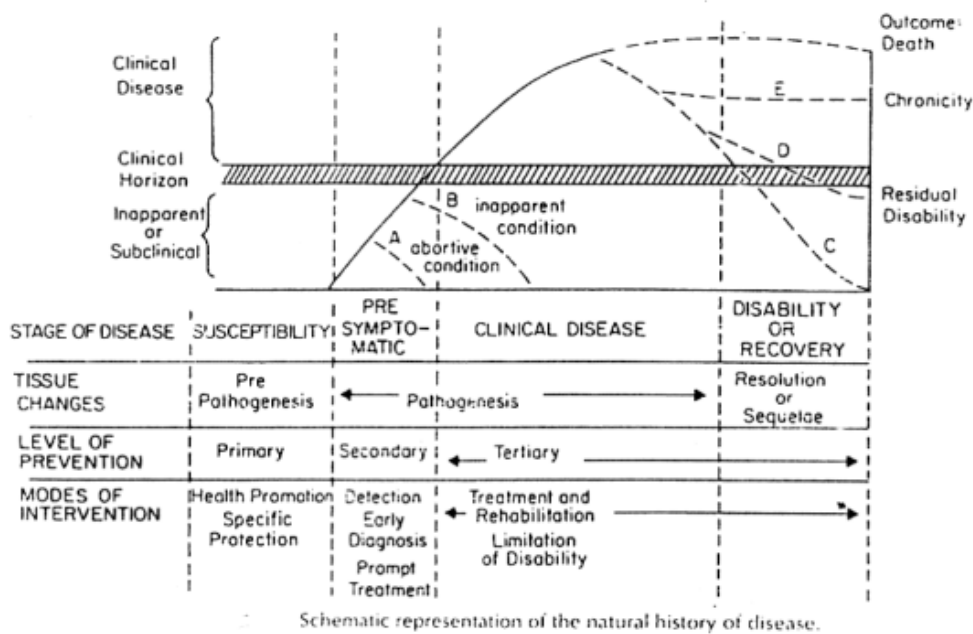 Outcome:
Death
Clinical
Disease
E
Chronicity
D
Clinical
Horizon
Residual
Disability
B
inapparent
condition
Inapparent
or
Subclinical
A
abortive
condition
C
STAGE OF DISEASE
SUSCEPTIBILITY
PRE
SYMPTO-
MATIC
CLINICAL DISEASE
DISABILITY
OR
RECOVERY
TISSUE
CHANGES
Pre
Pathogenesis
Pathogenesis
Resolution
or
Sequelae
LEVEL OF
PREVENTION
Primary
Secondary
Tertiary
MODES OF
INTERVENTION
Health Promotion
Specific
Protection
Detection
Early
Diagnosis
Prompt
Treatment
Treatment and
Rehabilitation
Limitation
of Disability
Schematic representation of the natural history of disease.